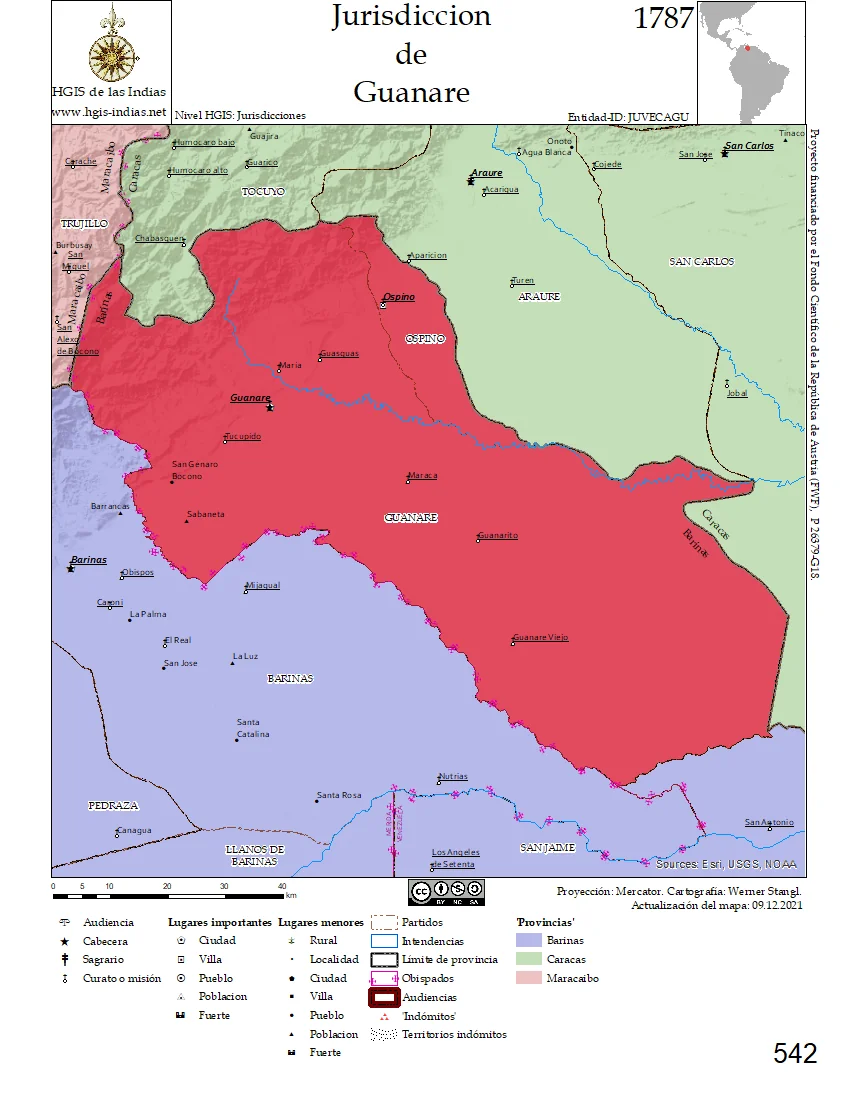 Jurisdiccion
de
Guanare
1787
HGIS de las Indias
www.hgis-indias.net
Nivel HGIS: Jurisdicciones
Entidad-ID: JUVECAGU
Humocaro bajo
Guajira
Onoto
Agua Blanca
Tinaco
San Carlos
San Jose
Cojede
Carache
Maracaibo
Caracas
Humocaro alto
Guarico
TOCUYO
Araure
Acarigua
TRUJILLO
Chabasquen
Burbusay
San
Miguel
Aparicion
SAN CARLOS
Turen
ARAURE
Maracaibo
Barinas
Ospino
San
Alexo
de Bocono
OSPINO
Guasguas
Maria
Jobal
Guanare
Tucupido
San Genaro
Bocono
Maraca
Barrancas
Sabaneta
GUANARE
Guanarito
Caracas
Barinas
Barinas
Obispos
Mijagual
Caroni
La Palma
El Real
San Jose
La Luz
Guanare Viejo
BARINAS
Santa
Catalina
Nutrias
Santa Rosa
PEDRAZA
Canagua
MERIDA
VENEZUELA
San Antonio
LLANOS DE
BARINAS
SAN JAIME
Los Angeles
de Setenta
Sources: Esri, USGS, NOAA
Proyecto financiado por el Fondo Científico de la República de Austria (FWF), P 26379-G18.
0 5 10 20 30 40
km
CC BY NC SA
Proyección: Mercator. Cartografía: Werner Stangl.
Actualización del mapa: 09.12.2021
Audiencia
Cabecera
Sagrario
Curato o misión
Lugares importantes
Ciudad
Villa
Pueblo
Poblacion
Fuerte
Lugares menores
Rural
Localidad
Ciudad
Villa
Pueblo
Poblacion
Fuerte
Partidos
Intendencias
Límite de provincia
Obispados
Audiencias
'Indómitos'
Territorios indómitos
'Provincias'
Barinas
Caracas
Maracaibo
542